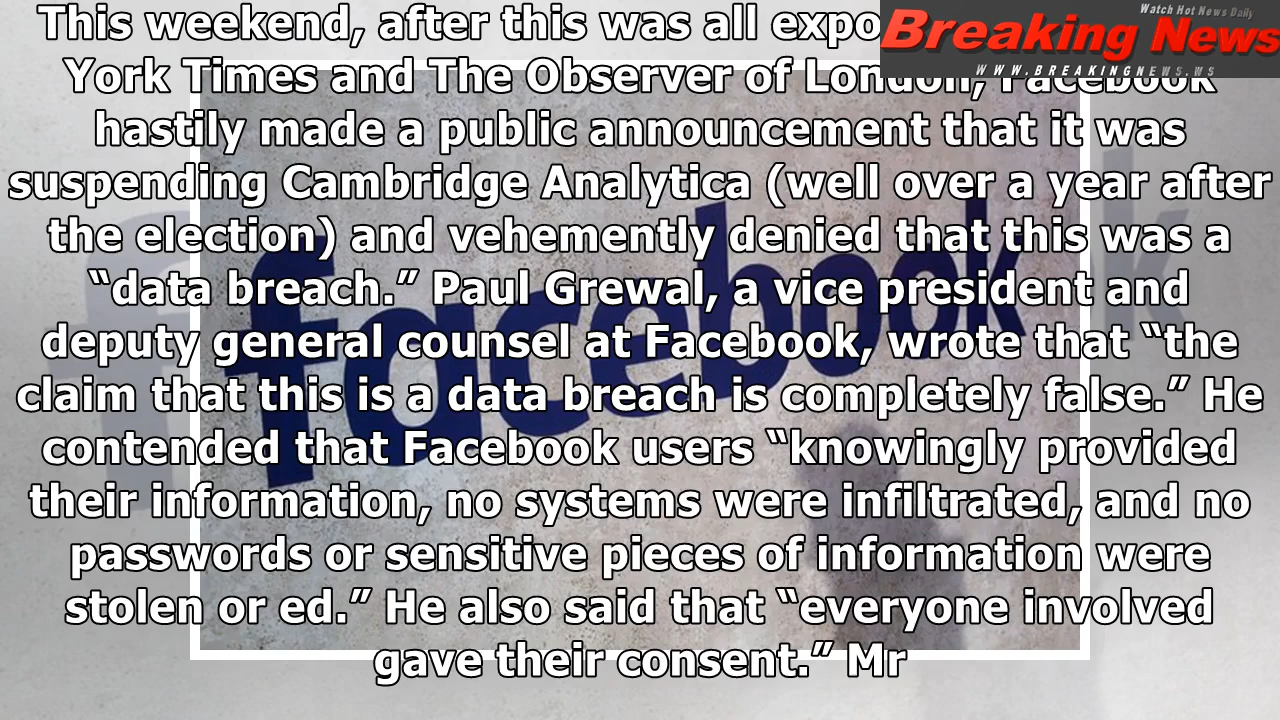 This weekend, after this was all expo
Watch Hot News Daily
Breaking News
WWW.BREAKINGNEWS.WS
York Times and The Observer of London, Facebook
hastily made a public announcement that it was
suspending Cambridge Analytica (well over a year after
the election) and vehemently denied that this was a
“data breach.” Paul Grewal, a vice president and
deputy general counsel at Facebook, wrote that “the
claim that this is a data breach is completely false.” He
contended that Facebook users “knowingly provided
their information, no systems were infiltrated, and no
passwords or sensitive pieces of information were
stolen or ed.” He also said that “everyone involved
gave their consent.” Mr
facebook